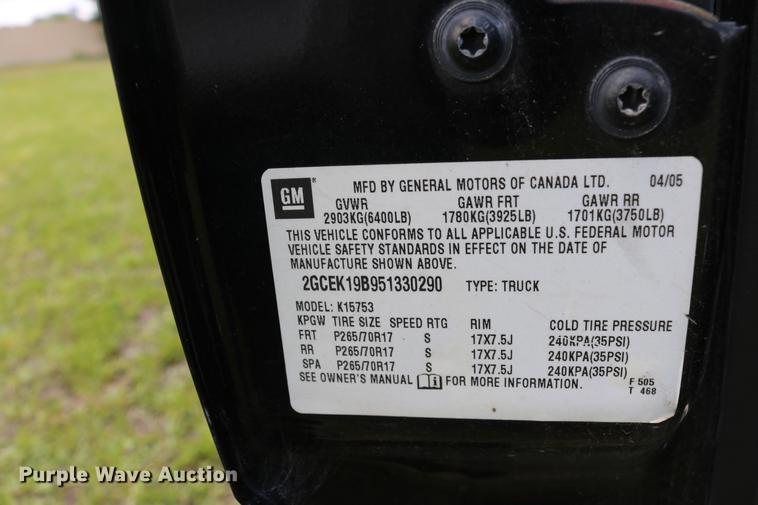 GM
MFD BY GENERAL MOTORS OF CANADA LTD. 04/05
GVWR GAWR FRT GAWR RR
2903KG(6400LB) 1780KG(3925LB) 1701KG(3750LB)
THIS VEHICLE CONFORMS TO ALL APPLICABLE U.S. FEDERAL MOTOR
VEHICLE SAFETY STANDARDS IN EFFECT ON THE DATE OF
MANUFACTURE SHOWN ABOVE.
2GCEK19B951330290 TYPE: TRUCK
MODEL: K15753
KPGW TIRE SIZE SPEED RTG RIM COLD TIRE PRESSURE
FRT P265/70R17 S 17X7.5J 240KPA(35PSI)
RR P265/70R17 S 17X7.5J 240KPA(35PSI)
SPA P265/70R17 S 17X7.5J 240KPA(35PSI)
SEE OWNER'S MANUAL FOR MORE INFORMATION.
F 505
T 468
Purple Wave Auction